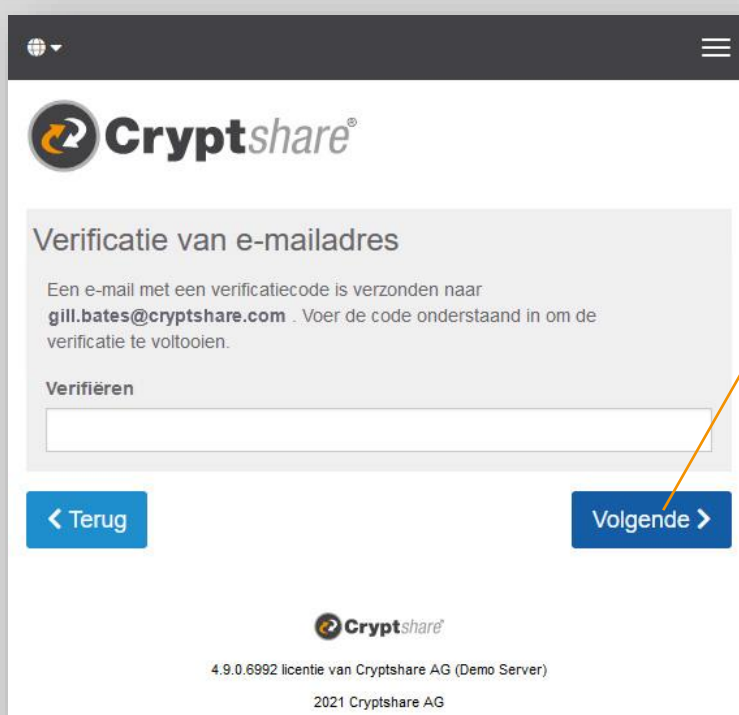 Cryptshare®
Verificatie van e-mailadres
Een e-mail met een verificatiecode is verzonden naar
gill.bates@cryptshare.com . Voer de code onderstaand in om de
verificatie te voltooien.
Verifiëren
Terug
Volgende
Cryptshare®
4.9.0.6992 licentie van Cryptshare AG (Demo Server)
2021 Cryptshare AG